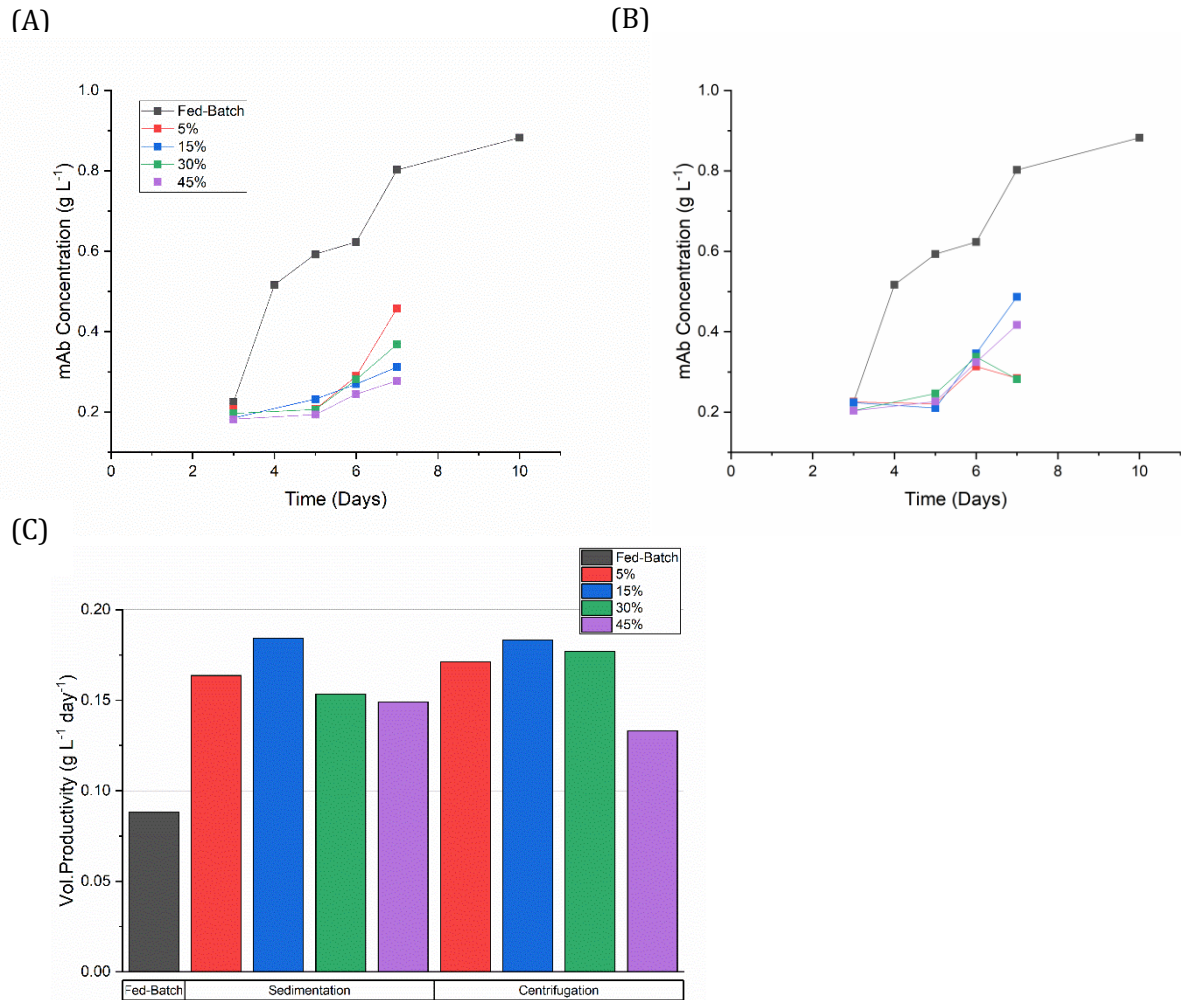 (A)
(B)
1.0
0.8
0.6
0.4
0.2
mAb Concentration (g L⁻¹)
Fed-Batch
5%
15%
30%
45%
0
2
4
6
8
10
Time (Days)
1.0
0.8
0.6
0.4
0.2
mAb Concentration (g L⁻¹)
0
2
4
6
8
10
Time (Days)
(C)
Fed-Batch
5%
15%
30%
45%
0.20
0.15
0.10
0.05
0.00
Vol.Productivity (g L⁻¹ day⁻¹)
Fed-Batch
Sedimentation
Centrifugation